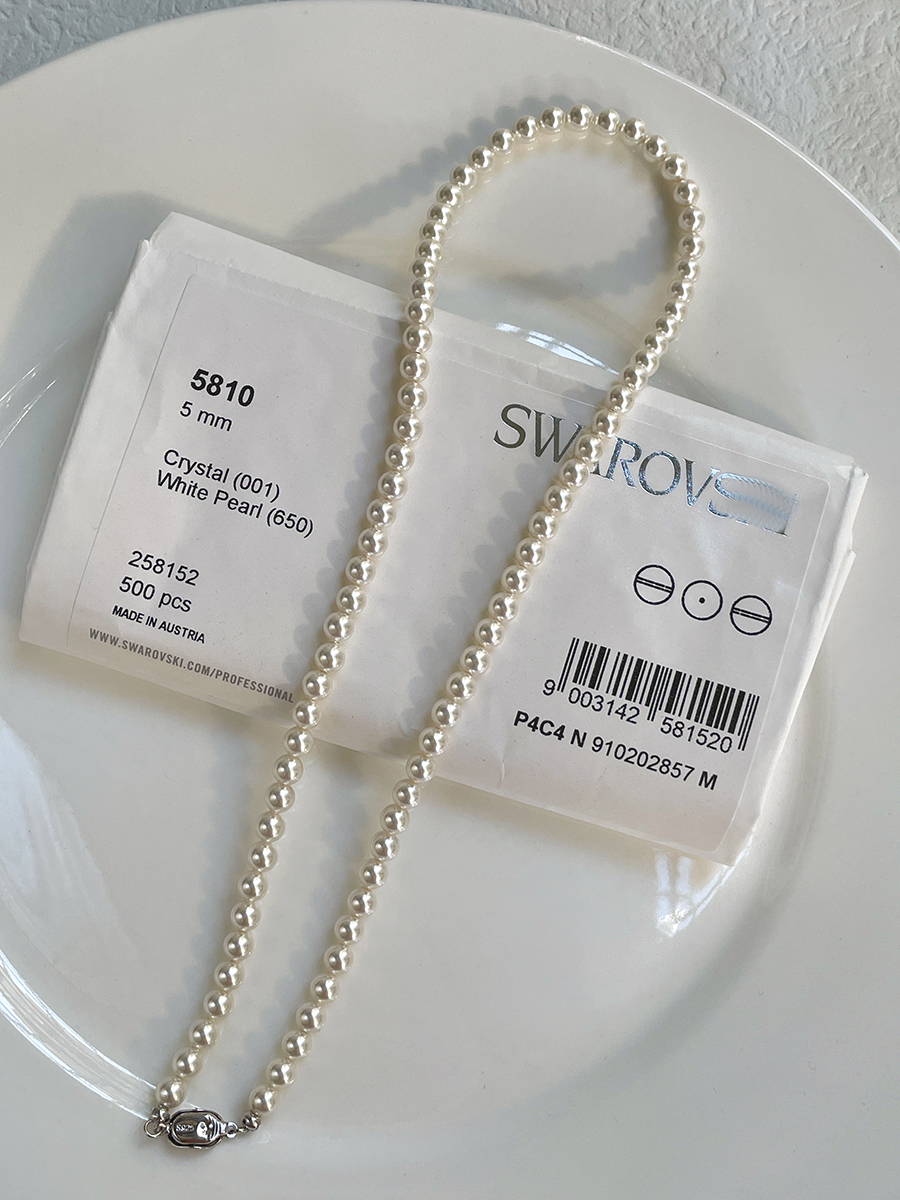 5810
5 mm
Crystal (001)
White Pearl (650)
258152
500 pcs
MADE IN AUSTRIA
WWW.SWAROVSKI.COM/PROFESSIONAL
SWAROVSKI
9 003142 581520
P4C4 N 910202857 M